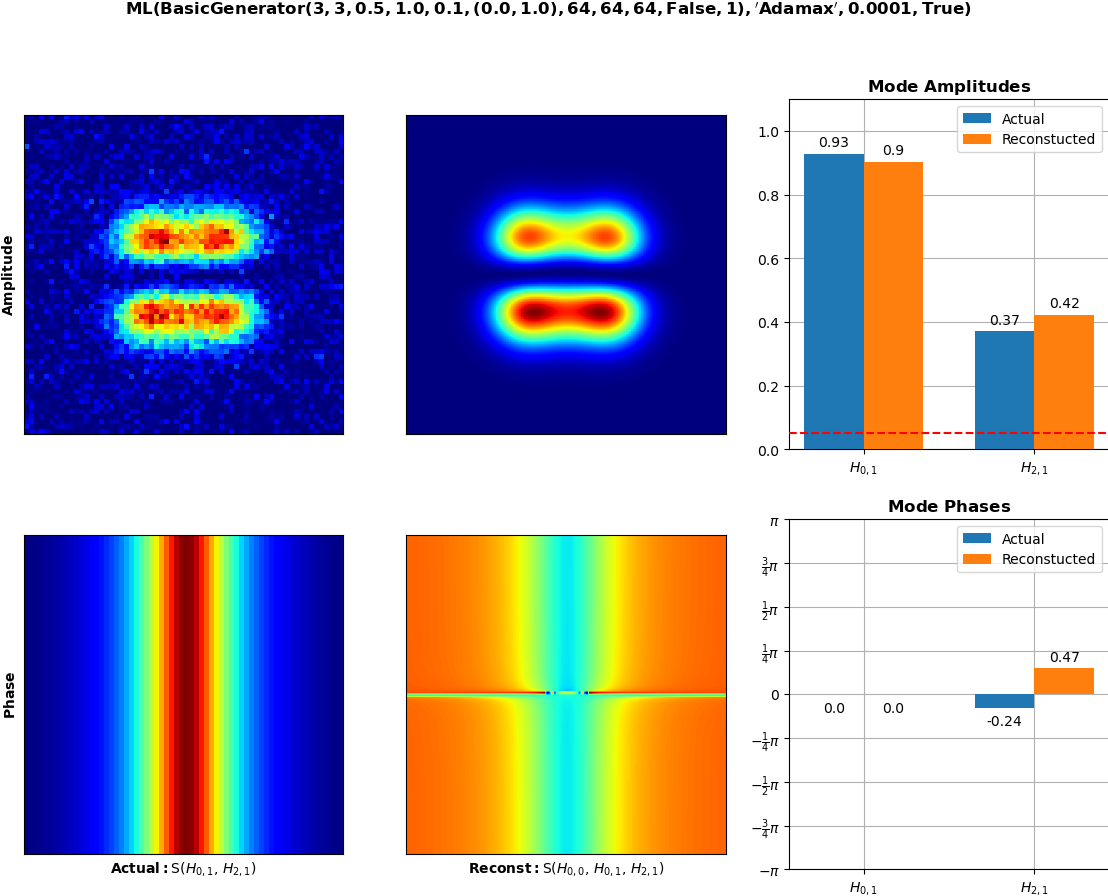 ML(BasicGenerator(3, 3, 0.5, 1.0, 0.1, (0.0, 1.0), 64, 64, 64, False, 1), ′Adamax′, 0.0001, True)
Amplitude
Mode Amplitudes
Actual
Reconstucted
1.0
0.8
0.6
0.4
0.2
0.0
0.93
0.9
0.37
0.42
H0,1
H2,1
Phase
Actual: S(H0,1, H2,1)
Reconst: S(H0,0, H0,1, H2,1)
Mode Phases
Actual
Reconstucted
π
3/4π
1/2π
1/4π
0
−1/4π
−1/2π
−3/4π
−π
0.0
0.0
-0.24
0.47
H0,1
H2,1